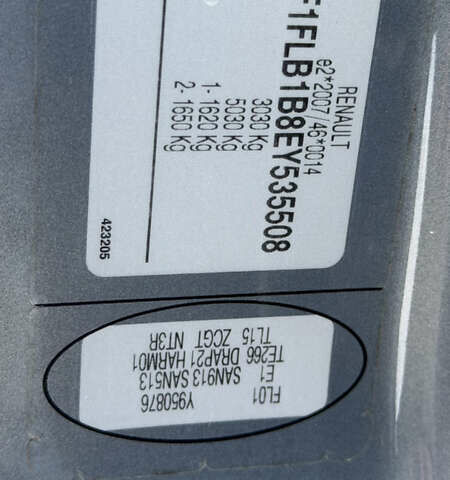 RENAULT
e2*2007/46*0014
F1FLB1B8EY535508
3030 Kg
5030 Kg
1- 1620 Kg
2- 1650 Kg
423205
Y950876
FL01
SAN913 SAN513
E1
TE266 DRAP21 HARM01
TL15 ZCGT NT3R